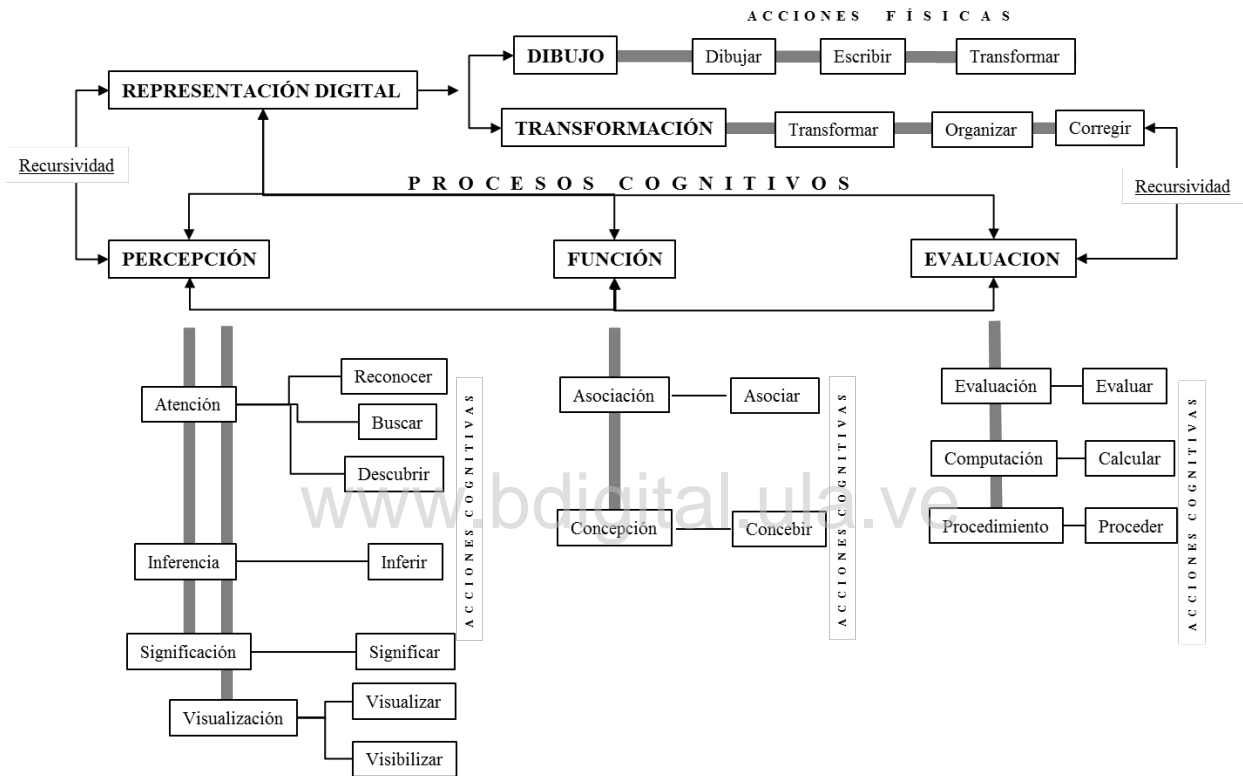 ACCIONES FÍSICAS
DIBUJO
Dibujar
Escribir
Transformar
REPRESENTACIÓN DIGITAL
TRANSFORMACIÓN
Transformar
Organizar
Corregir
Recursividad
Recursividad
PROCESOS COGNITIVOS
PERCEPCIÓN
FUNCIÓN
EVALUACION
Atención
Reconocer
Buscar
Descubrir
Inferencia
Inferir
Significación
Significar
Visualización
Visualizar
Visibilizar
ACCIONES COGNITIVAS
Asociación
Asociar
Concepción
Concebir
ACCIONES COGNITIVAS
Evaluación
Evaluar
Computación
Calcular
Procedimiento
Proceder
ACCIONES COGNITIVAS
www.bdigital.ula.ve